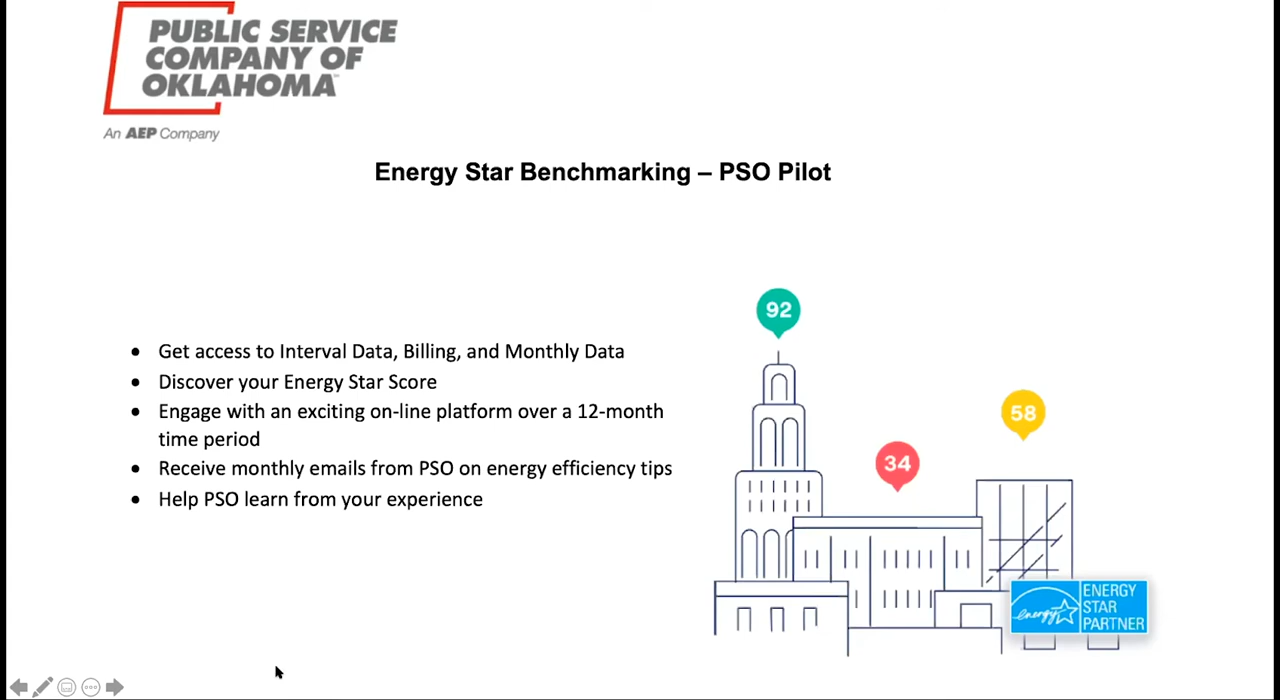 PUBLIC SERVICE
COMPANY OF
OKLAHOMA™
An AEP Company
Energy Star Benchmarking – PSO Pilot
92
58
34
• Get access to Interval Data, Billing, and Monthly Data
• Discover your Energy Star Score
• Engage with an exciting on-line platform over a 12-month
time period
• Receive monthly emails from PSO on energy efficiency tips
• Help PSO learn from your experience
energy
ENERGY
STAR
PARTNER